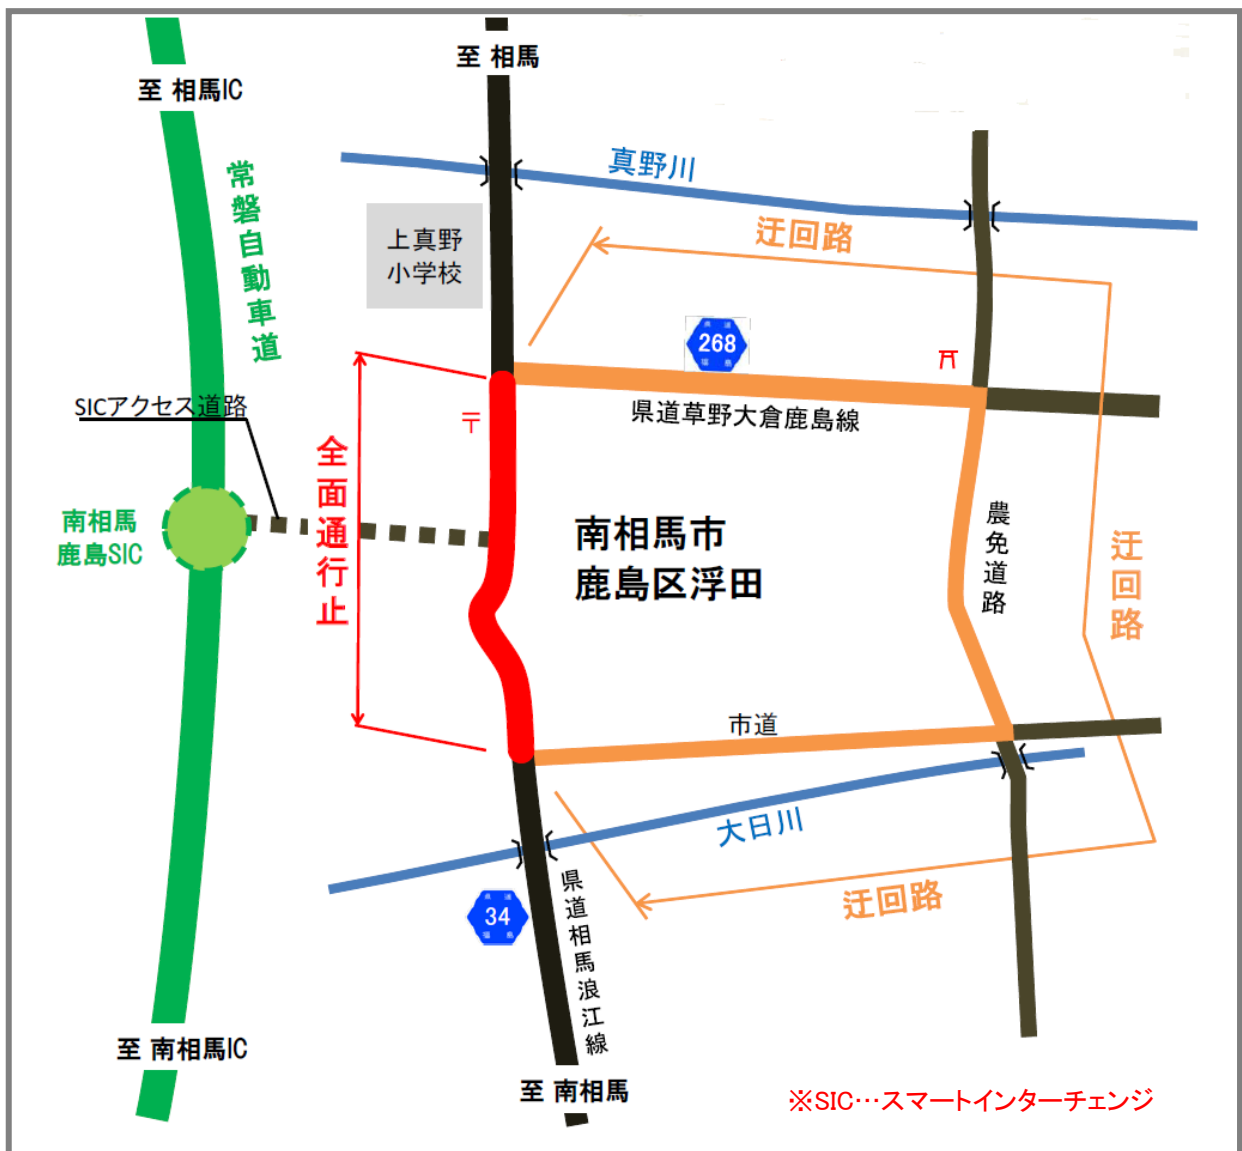 至 相馬
至 相馬IC
常磐自動車道
真野川
迂回路
上真野
小学校
268
県道草野大倉鹿島線
SICアクセス道路
〒
全面通行止
南相馬
鹿島SIC
南相馬市
鹿島区浮田
農免道路
迂回路
市道
大日川
迂回路
34
県道相馬浪江線
至 南相馬IC
至 南相馬
※SIC…スマートインターチェンジ